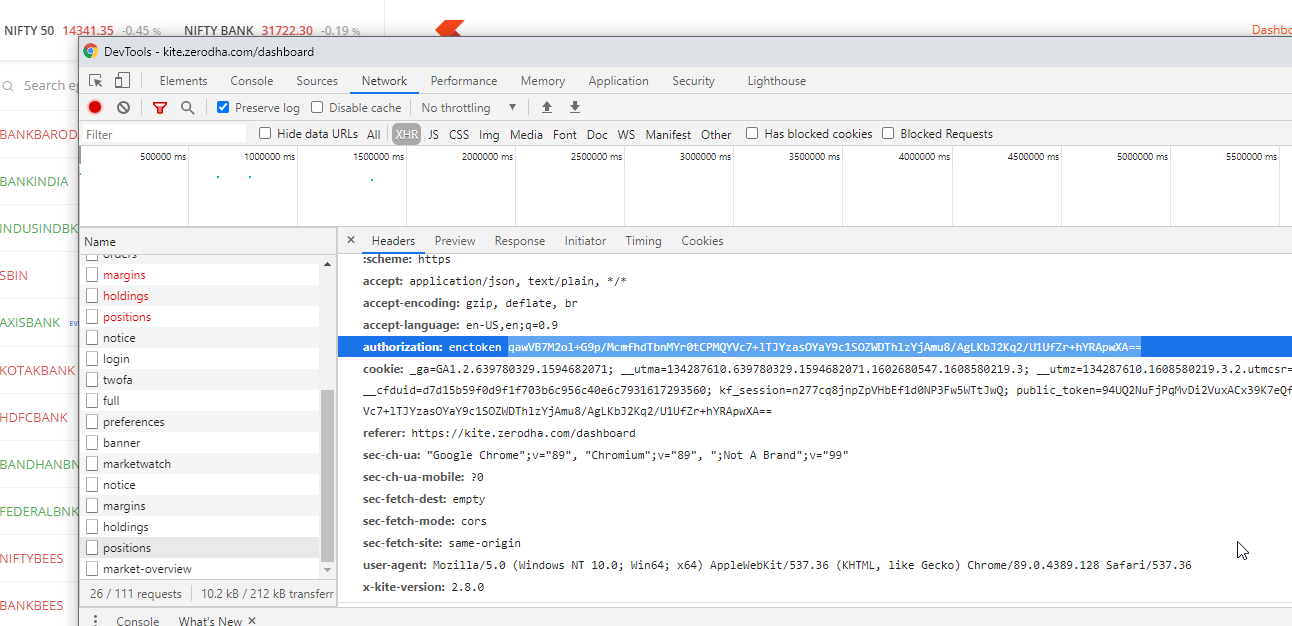 NIFTY 50 14341.35 -0.45 % NIFTY BANK 31722.30 -0.19 %
DevTools - kite.zerodha.com/dashboard
Elements Console Sources Network Performance Memory Application Security Lighthouse
Search
Preserve log Disable cache No throttling
Filter Hide data URLs All XHR JS CSS Img Media Font Doc WS Manifest Other Has blocked cookies Blocked Requests
500000 ms 1000000 ms 1500000 ms 2000000 ms 2500000 ms 3000000 ms 3500000 ms 4000000 ms 4500000 ms 5000000 ms 5500000 ms
BANKBAROD
BANKINDIA
INDUSINDBK
SBIN
AXISBANK
KOTAKBANK
HDFCBANK
BANDHANBN
FEDERALBNK
NIFTYBEES
BANKBEES
Name
orders
margins
holdings
positions
notice
login
twofa
full
preferences
banner
marketwatch
notice
margins
holdings
positions
market-overview
26 / 111 requests 10.2 kB / 212 kB transferr
× Headers Preview Response Initiator Timing Cookies
:scheme: https
accept: application/json, text/plain, */*
accept-encoding: gzip, deflate, br
accept-language: en-US,en;q=0.9
authorization: enctoken qawVB7M2ol+G9p/McmfhdTbnMYr0tCPMQYVc7+lTJYzasOYaY9c1SOZWDThlzYjAmu8/AgLKbJ2Kq2/U1UfZr+hYRApwXA==
cookie: _ga=GA1.2.639780329.1594682071; __utma=134287610.639780329.1594682071.1602680547.1608580219.3; __utmz=134287610.1608580219.3.2.utmcsr=
__cfduid=d7d15b59f0d9f1f703b6c956c40e6c7931617293560; kf_session=n277cq8jnpZpVHbEf1d0NP3Fw5WTtJwQ; public_token=94UQ2NuFjPqMvDi2VuxACx39K7eQf
Vc7+lTJYzasOYaY9c1SOZWDThlzYjAmu8/AgLKbJ2Kq2/U1UfZr+hYRApwXA==
referer: https://kite.zerodha.com/dashboard
sec-ch-ua: "Google Chrome";v="89", "Chromium";v="89", ";Not A Brand";v="99"
sec-ch-ua-mobile: ?0
sec-fetch-dest: empty
sec-fetch-mode: cors
sec-fetch-site: same-origin
user-agent: Mozilla/5.0 (Windows NT 10.0; Win64; x64) AppleWebKit/537.36 (KHTML, like Gecko) Chrome/89.0.4389.128 Safari/537.36
x-kite-version: 2.8.0
Console What's New ×